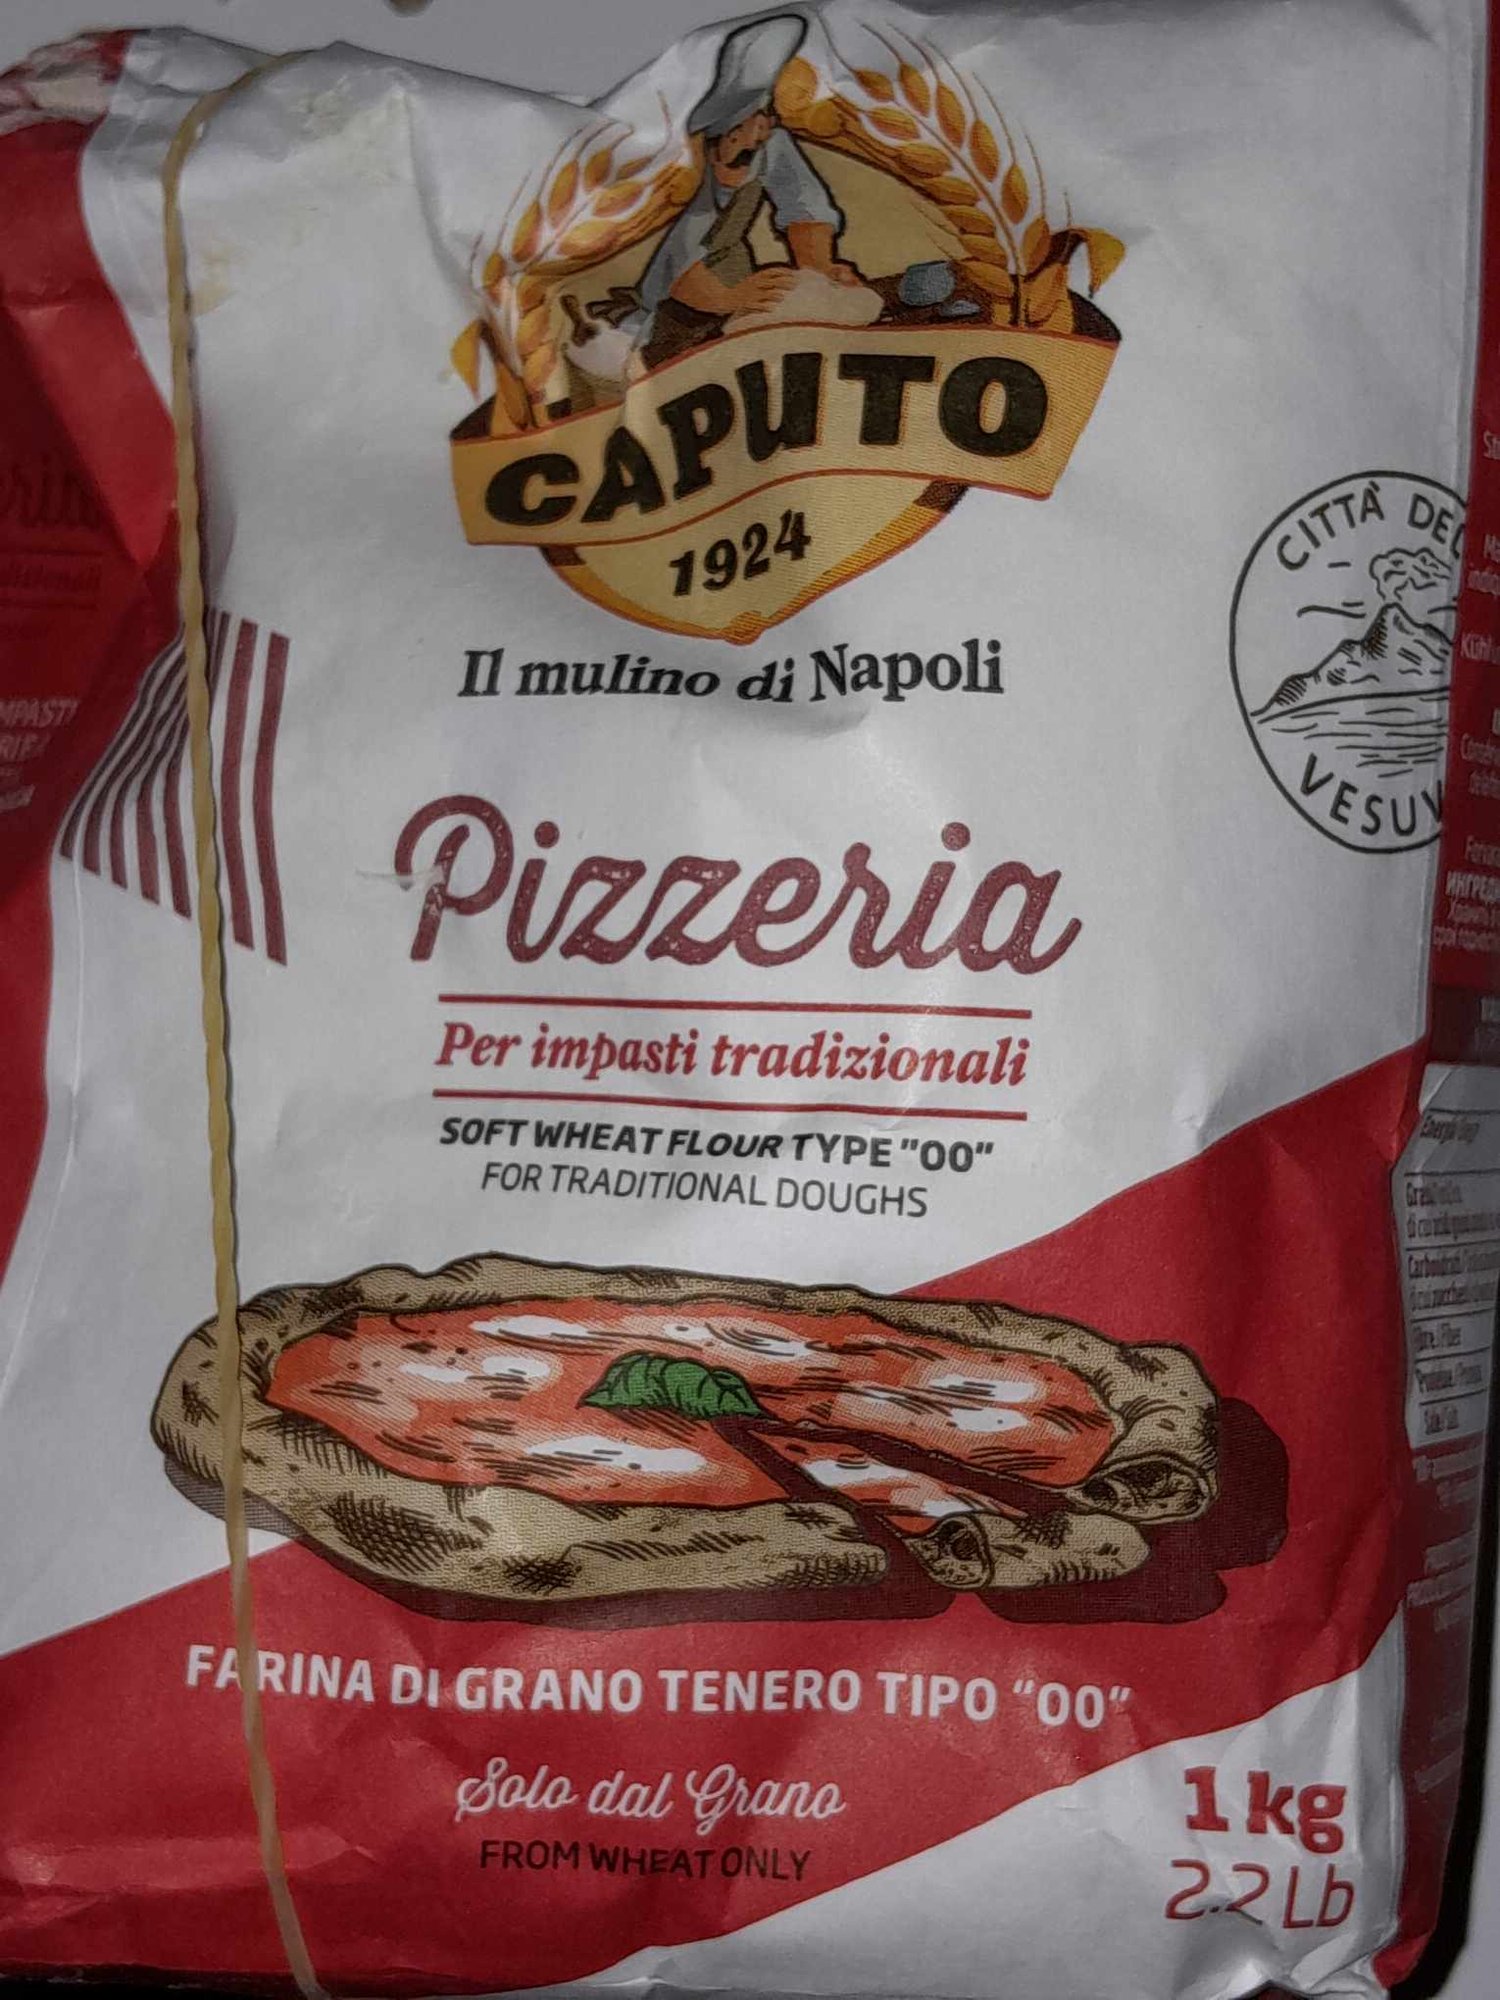 CAPUTO
1924
Il mulino di Napoli
CITTÀ DEL
VESUV
Pizzeria
Per impasti tradizionali
SOFT WHEAT FLOUR TYPE "00"
FOR TRADITIONAL DOUGHS
FARINA DI GRANO TENERO TIPO "00"
Solo dal Grano
FROM WHEAT ONLY
1 kg
2.2 Lb